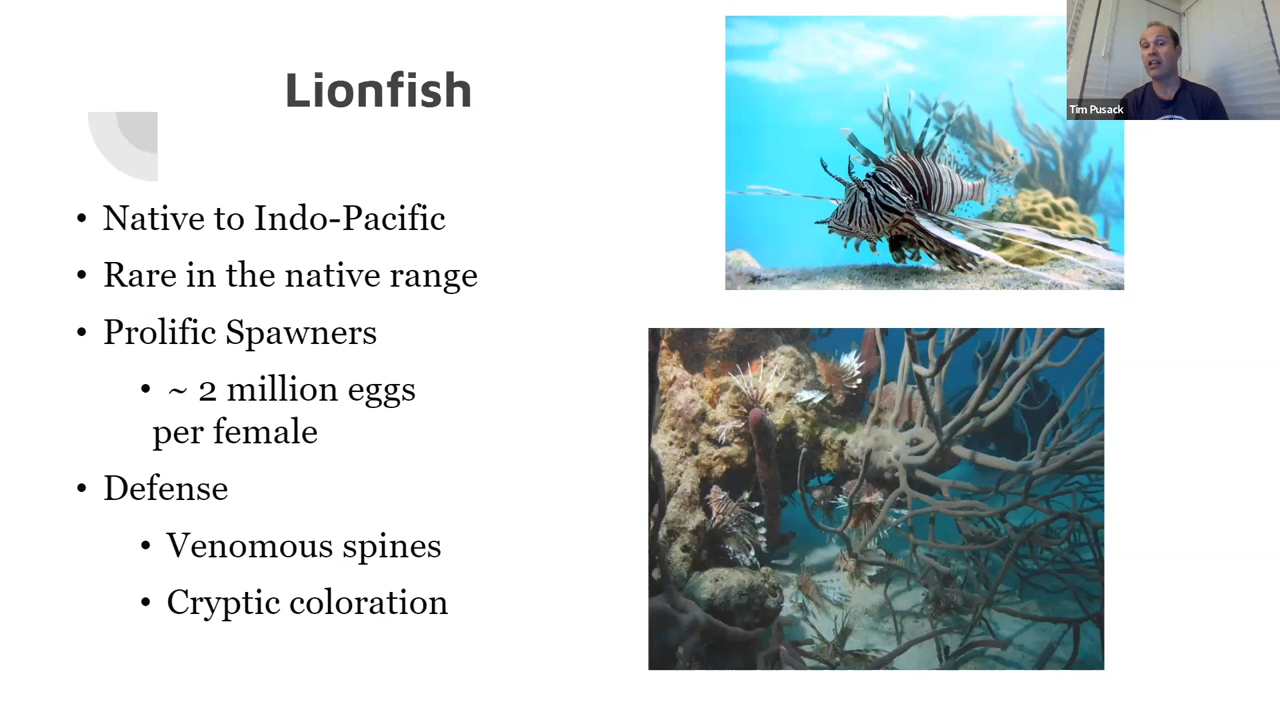 Lionfish
• Native to Indo-Pacific
• Rare in the native range
• Prolific Spawners
• ~ 2 million eggs
per female
• Defense
• Venomous spines
• Cryptic coloration
Tim Pusack